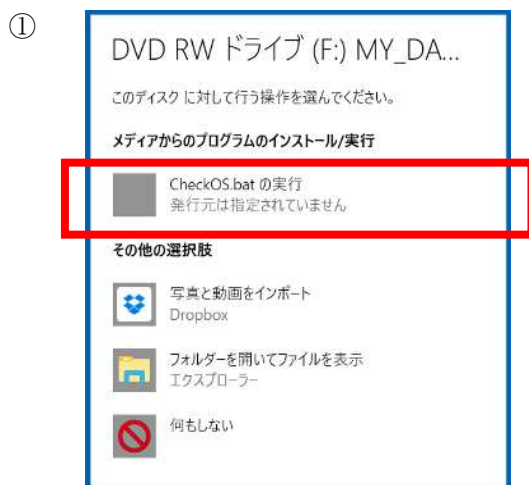 ①
DVD RW ドライブ (F:) MY_DA...
このディスク に対して行う操作を選んでください。
メディアからのプログラムのインストール/実行
CheckOS.bat の実行
発行元は指定されていません
その他の選択肢
写真と動画をインポート
Dropbox
フォルダーを開いてファイルを表示
エクスプローラー
何もしない